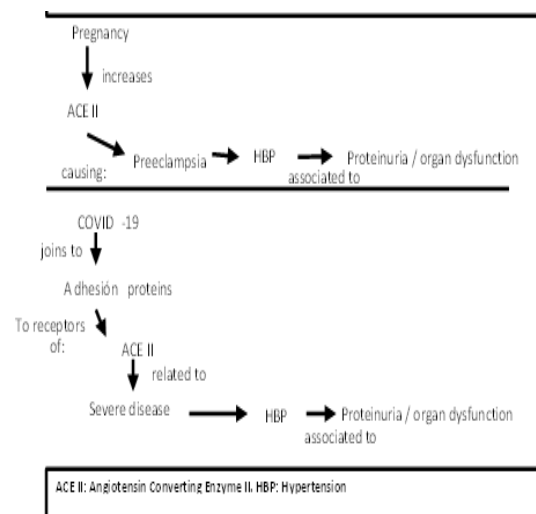 Pregnancy
increases
ACE II
causing: Preeclampsia HBP Proteinuria / organ dysfunction
associated to
COVID -19
joins to
Adhesión proteins
To receptors
of: ACE II
related to
Severe disease HBP Proteinuria / organ dysfunction
associated to
ACE II: Angiotensin Converting Enzyme II. HBP: Hypertension